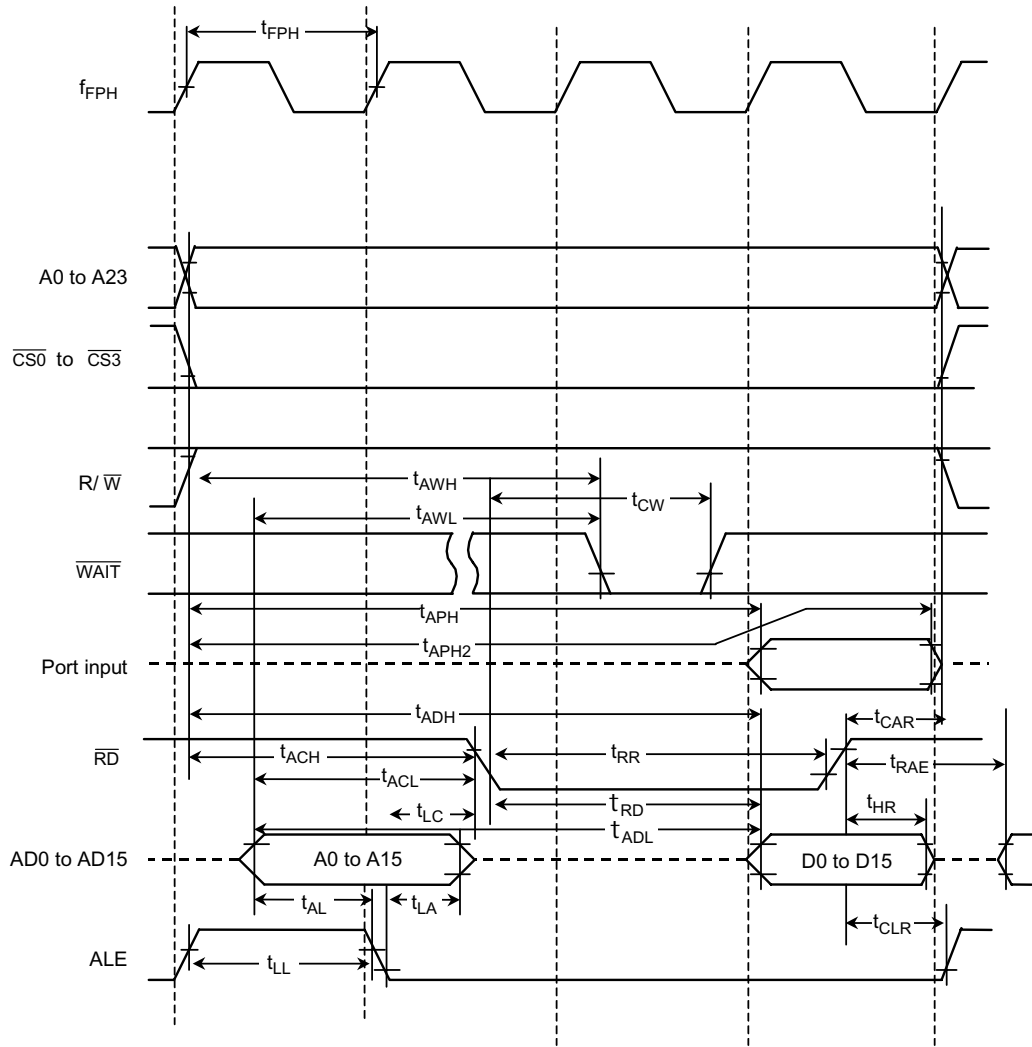 tFPH
fFPH
A0 to A23
CS0 to CS3
R/ W
tAWH
tCW
tAWL
WAIT
tAPH
tAPH2
Port input
tADH
tCAR
RD
tACH
tRR
tRAE
tACL
tLC
tRD
tHR
tADL
AD0 to AD15
A0 to A15
D0 to D15
tAL
tLA
tCLR
ALE
tLL